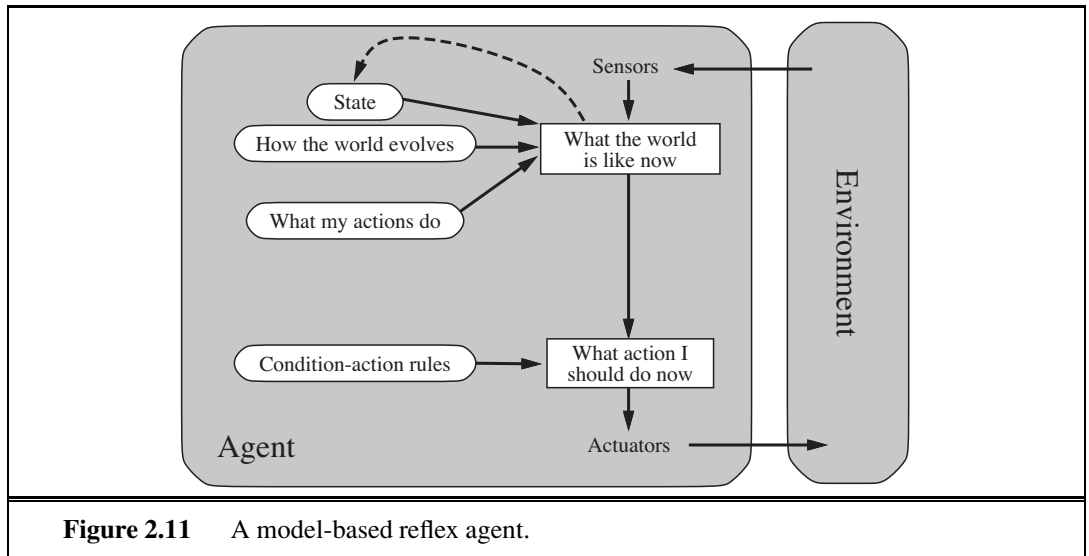 Sensors
State
How the world evolves
What the world
is like now
What my actions do
Environment
Condition-action rules
What action I
should do now
Agent
Actuators
Figure 2.11 A model-based reflex agent.